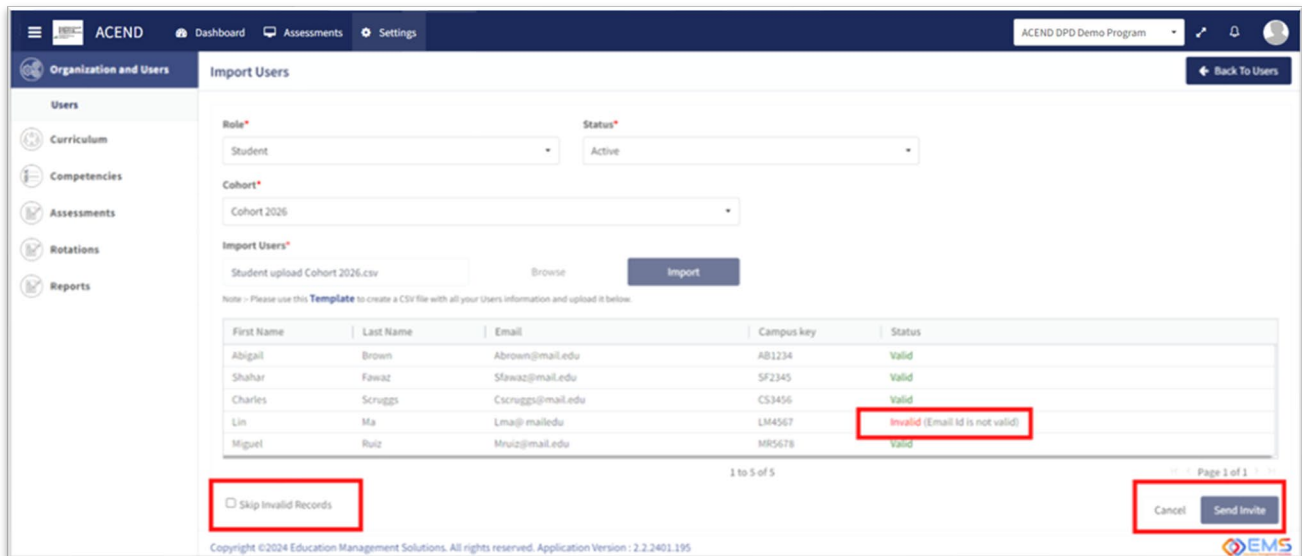 ACEND Dashboard Assessments Settings ACEND DPD Demo Program
Organization and Users
Import Users
Back To Users
Users
Curriculum
Competencies
Assessments
Rotations
Reports
Role* Status*
Student Active
Cohort*
Cohort 2026
Import Users*
Student upload Cohort 2026.csv Browse Import
Note :- Please use this Template to create a CSV file with all your Users information and upload it below.
First Name Last Name Email Campus key Status
Abigail Brown Abrown@mail.edu AB1234 Valid
Shahar Fawaz Sfawaz@mail.edu SF2345 Valid
Charles Scruggs Cscruggs@mail.edu CS3456 Valid
Lin Ma Lma@ mailedu LM4567 Invalid (Email Id is not valid)
Miguel Ruiz Mruiz@mail.edu MR5678 Valid
1 to 5 of 5 Page 1 of 1
Skip Invalid Records
Cancel Send Invite
Copyright ©2024 Education Management Solutions. All rights reserved. Application Version : 2.2.2401.195
EMS